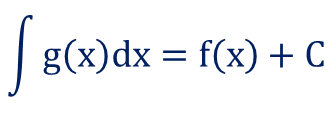 ∫ g(x)dx = f(x) + C